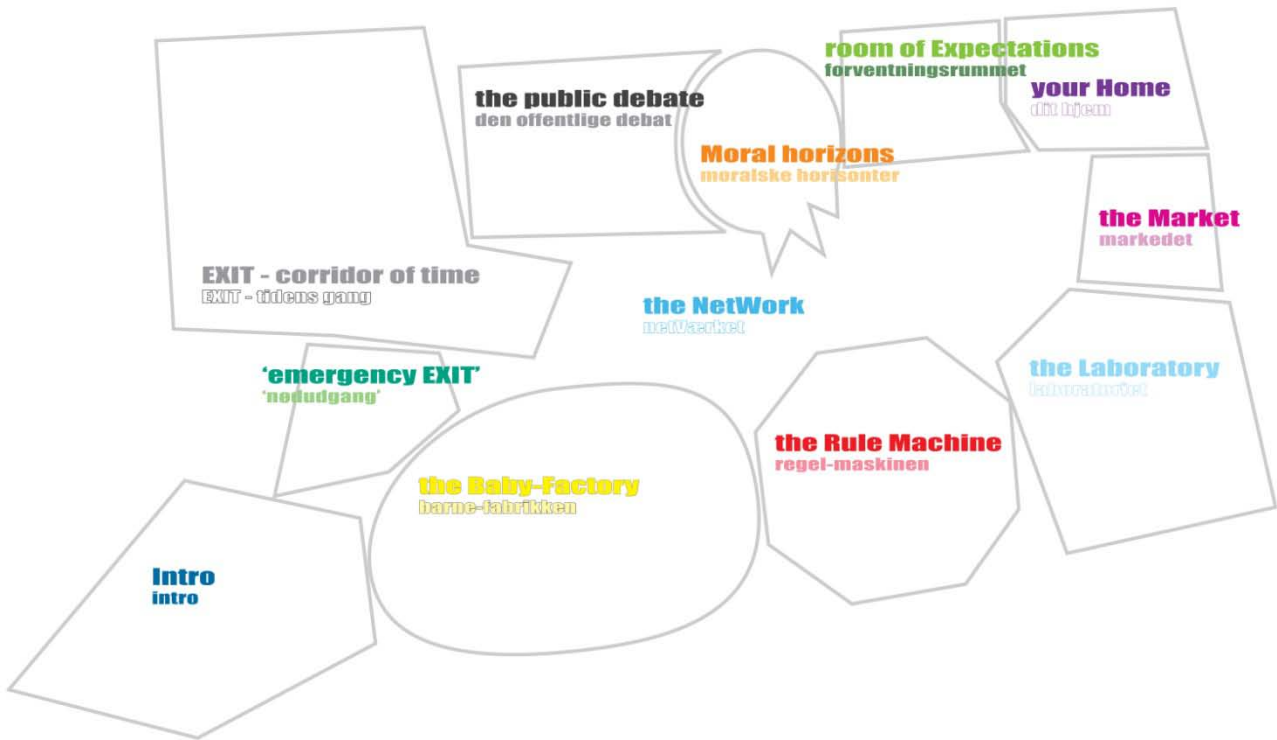 room of Expectations
forventningsrummet
your Home
dit hjem
the public debate
den offentlige debat
Moral horizons
moralske horisonter
the Market
markedet
EXIT - corridor of time
EXIT - tidens gang
the NetWork
netVærket
the Laboratory
laboratoriet
'emergency EXIT'
'nødudgang'
the Rule Machine
regel-maskinen
the Baby-Factory
barne-fabrikken
Intro
intro